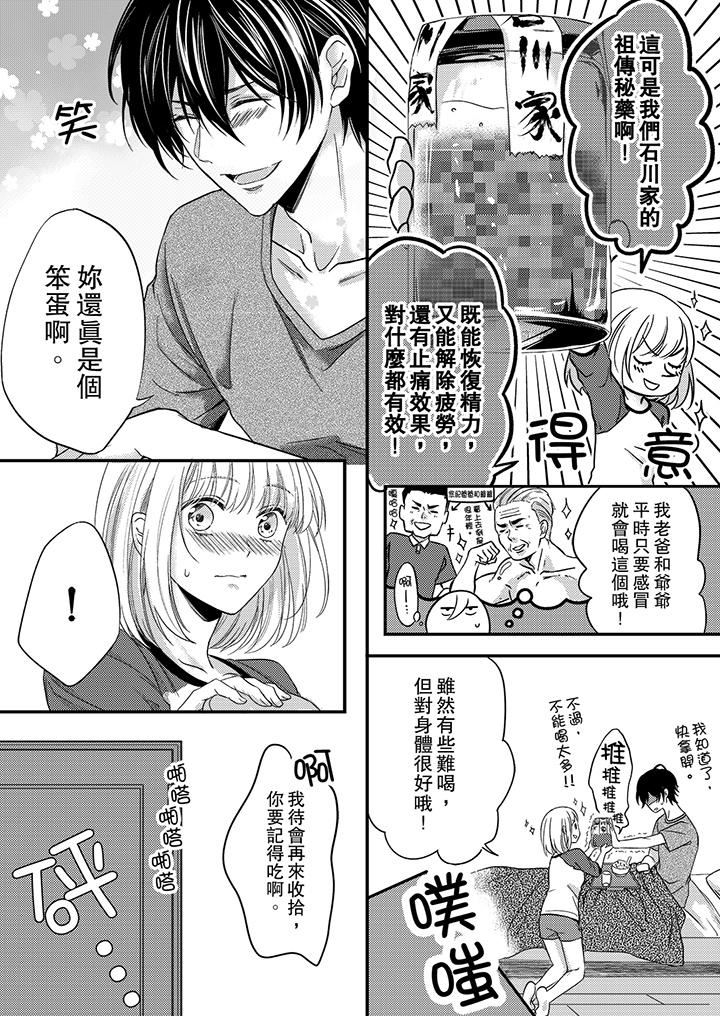 這可是我們石川家的
祖傳秘藥啊！
石川家
川家
既能恢復精力，
又能解除疲勞，
還有止痛效果，
對什麼都有效！
得意
我老爸和爺爺
平時只要感冒
就會喝這個哦！
啊—…
我知道了，
快拿開。
不過，
不能喝太多!!
推
推推推推
雖然有些難喝，
但對身體很好哦！
噗嗤
笑
妳還真是個
笨蛋啊。
！
啊
我待會再來收拾，
你要記得吃啊。
啪嗒啪嗒啪嗒
砰